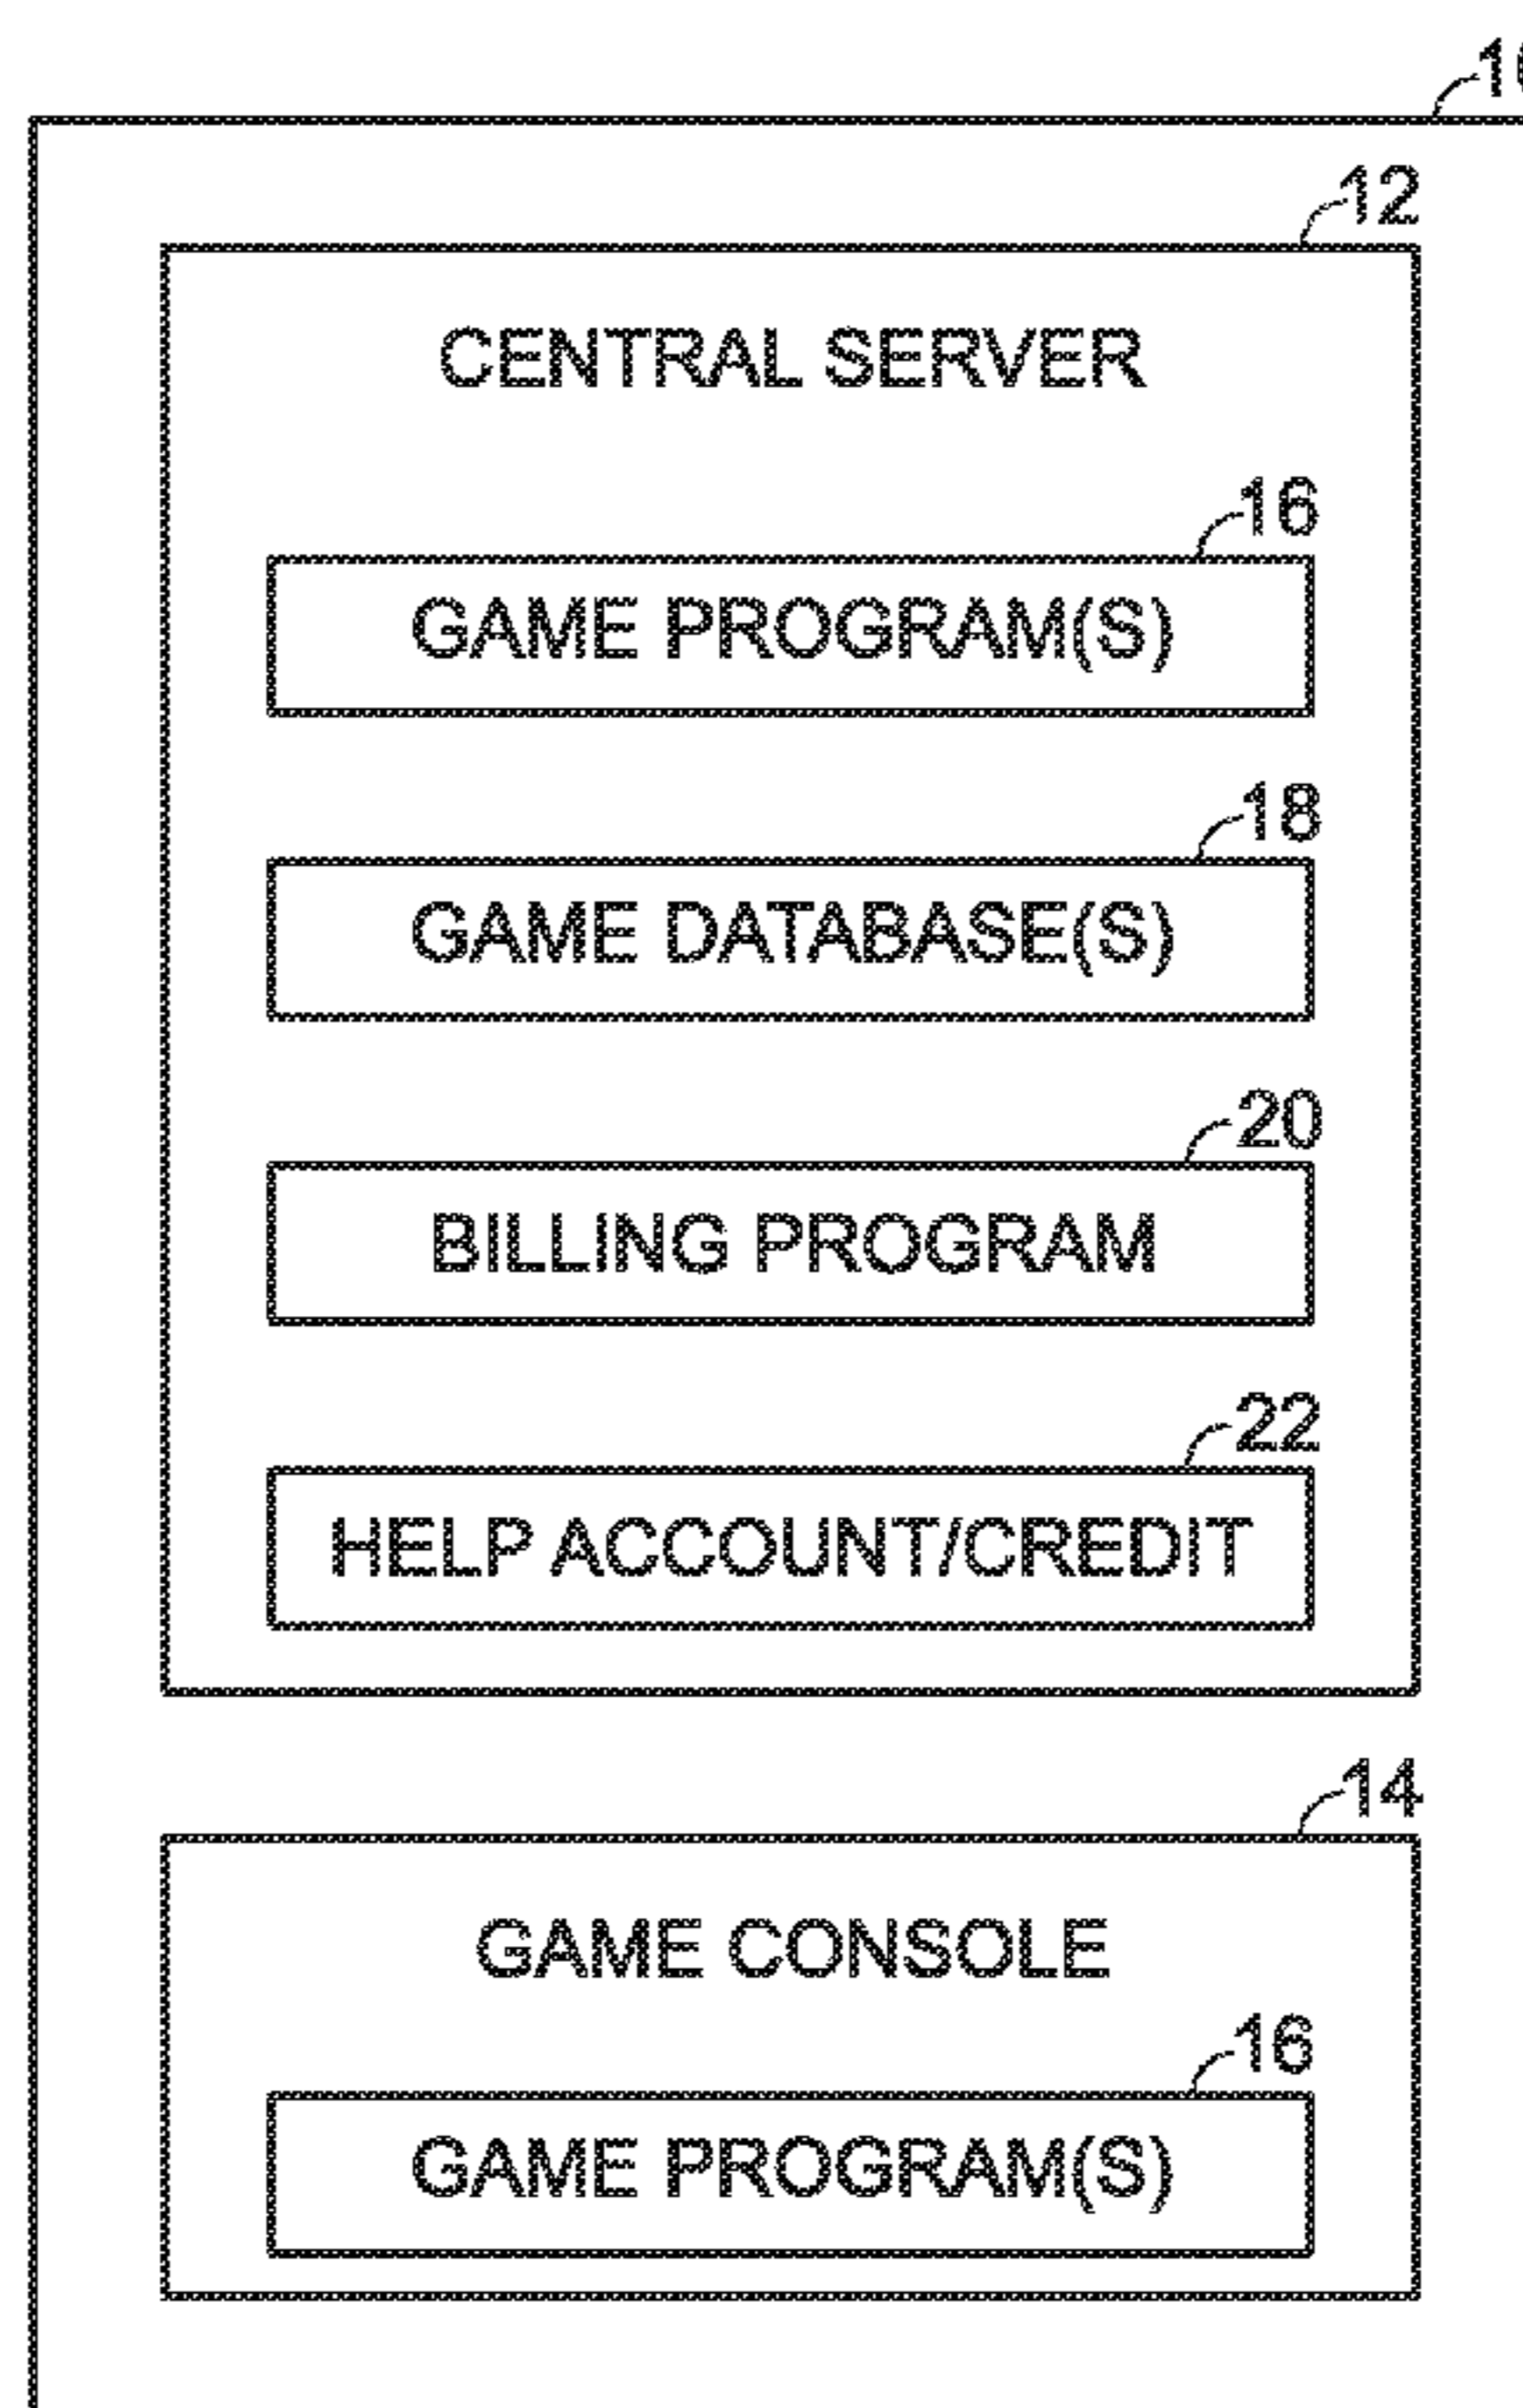 12
CENTRAL SERVER
16
GAME PROGRAM(S)
18
GAME DATABASE(S)
20
BILLING PROGRAM
22
HELP ACCOUNT/CREDIT
14
GAME CONSOLE
16
GAME PROGRAM(S)